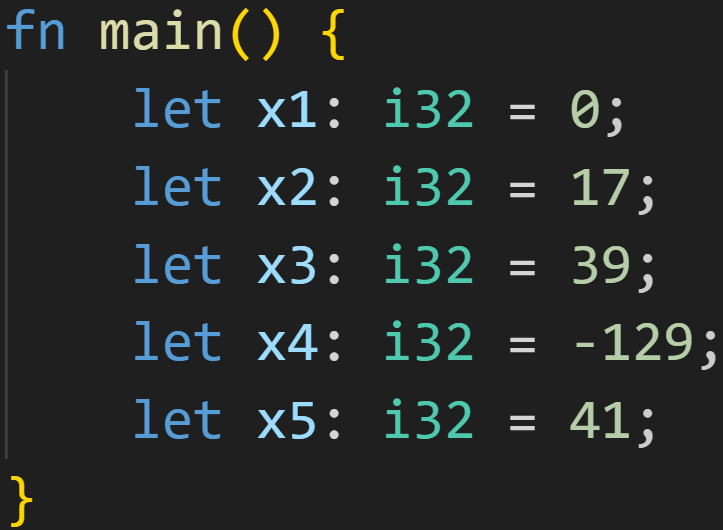 fn main() {
    let x1: i32 = 0;
    let x2: i32 = 17;
    let x3: i32 = 39;
    let x4: i32 = -129;
    let x5: i32 = 41;
}